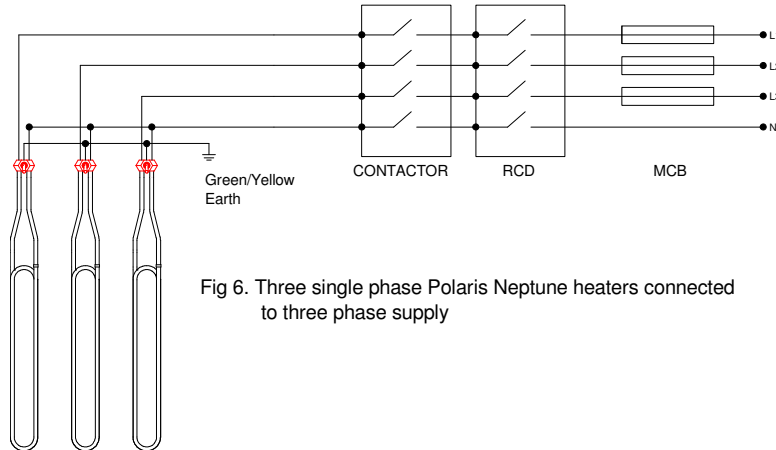 L
L
L
N
CONTACTOR
RCD
MCB
Green/Yellow
Earth
Fig 6. Three single phase Polaris Neptune heaters connected
to three phase supply